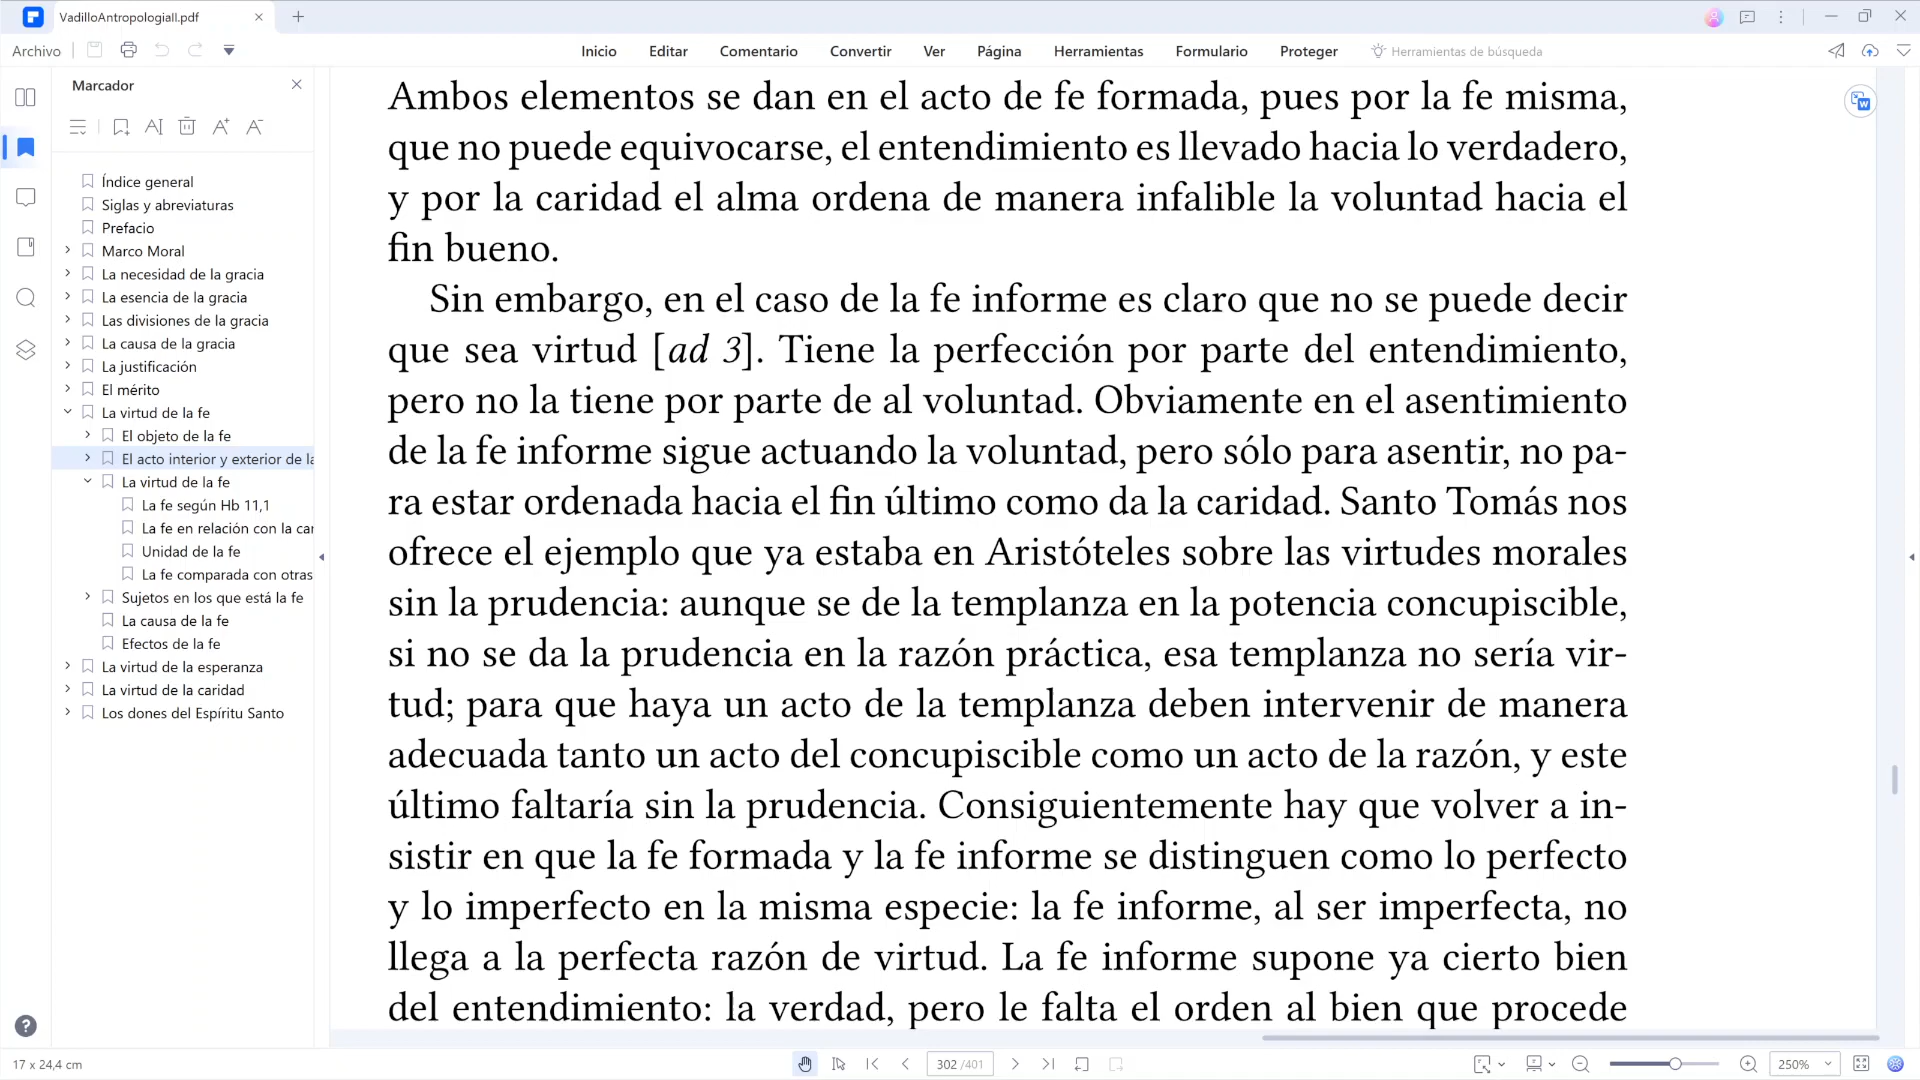 VadilloAntropologiaII.pdf
Archivo
Inicio
Editar
Comentario
Convertir
Ver
Página
Herramientas
Formulario
Proteger
Herramientas de búsqueda
Marcador
Índice general
Siglas y abreviaturas
Prefacio
Marco Moral
La necesidad de la gracia
La esencia de la gracia
Las divisiones de la gracia
La causa de la gracia
La justificación
El mérito
La virtud de la fe
El objeto de la fe
El acto interior y exterior de la
La virtud de la fe
La fe según Hb 11,1
La fe en relación con la car
Unidad de la fe
La fe comparada con otras
Sujetos en los que está la fe
La causa de la fe
Efectos de la fe
La virtud de la esperanza
La virtud de la caridad
Los dones del Espíritu Santo
Ambos elementos se dan en el acto de fe formada, pues por la fe misma,
que no puede equivocarse, el entendimiento es llevado hacia lo verdadero,
y por la caridad el alma ordena de manera infalible la voluntad hacia el
fin bueno.
Sin embargo, en el caso de la fe informe es claro que no se puede decir
que sea virtud [ad 3]. Tiene la perfección por parte del entendimiento,
pero no la tiene por parte de al voluntad. Obviamente en el asentimiento
de la fe informe sigue actuando la voluntad, pero sólo para asentir, no pa-
ra estar ordenada hacia el fin último como da la caridad. Santo Tomás nos
ofrece el ejemplo que ya estaba en Aristóteles sobre las virtudes morales
sin la prudencia: aunque se de la templanza en la potencia concupiscible,
si no se da la prudencia en la razón práctica, esa templanza no sería vir-
tud; para que haya un acto de la templanza deben intervenir de manera
adecuada tanto un acto del concupiscible como un acto de la razón, y este
último faltaría sin la prudencia. Consiguientemente hay que volver a in-
sistir en que la fe formada y la fe informe se distinguen como lo perfecto
y lo imperfecto en la misma especie: la fe informe, al ser imperfecta, no
llega a la perfecta razón de virtud. La fe informe supone ya cierto bien
del entendimiento: la verdad, pero le falta el orden al bien que procede
17 x 24,4 cm
302 /401
250%